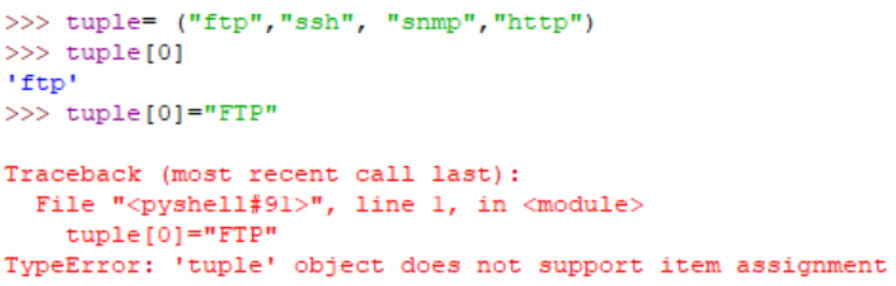 >>> tuple= ("ftp","ssh", "snmp","http")
>>> tuple[0]
'ftp'
>>> tuple[0]="FTP"
Traceback (most recent call last):
  File "<pyshell#91>", line 1, in <module>
    tuple[0]="FTP"
TypeError: 'tuple' object does not support item assignment